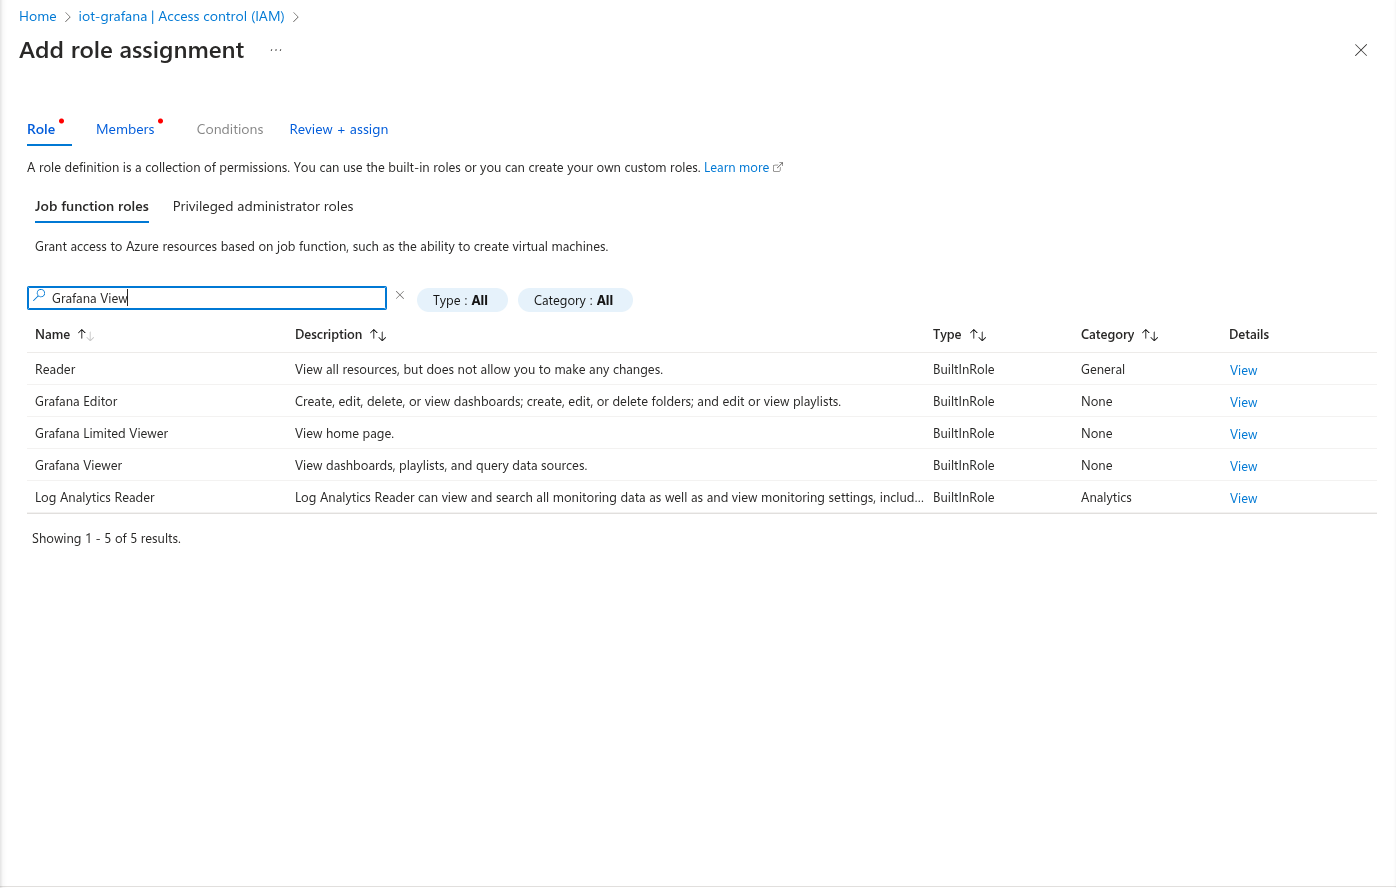 Home > iot-grafana | Access control (IAM) >
Add role assignment ...
Role Members Conditions Review + assign
A role definition is a collection of permissions. You can use the built-in roles or you can create your own custom roles. Learn more
Job function roles Privileged administrator roles
Grant access to Azure resources based on job function, such as the ability to create virtual machines.
Grafana View Type : All Category : All
Name Description Type Category Details
Reader View all resources, but does not allow you to make any changes. BuiltInRole General View
Grafana Editor Create, edit, delete, or view dashboards; create, edit, or delete folders; and edit or view playlists. BuiltInRole None View
Grafana Limited Viewer View home page. BuiltInRole None View
Grafana Viewer View dashboards, playlists, and query data sources. BuiltInRole None View
Log Analytics Reader Log Analytics Reader can view and search all monitoring data as well as and view monitoring settings, includ... BuiltInRole Analytics View
Showing 1 - 5 of 5 results.